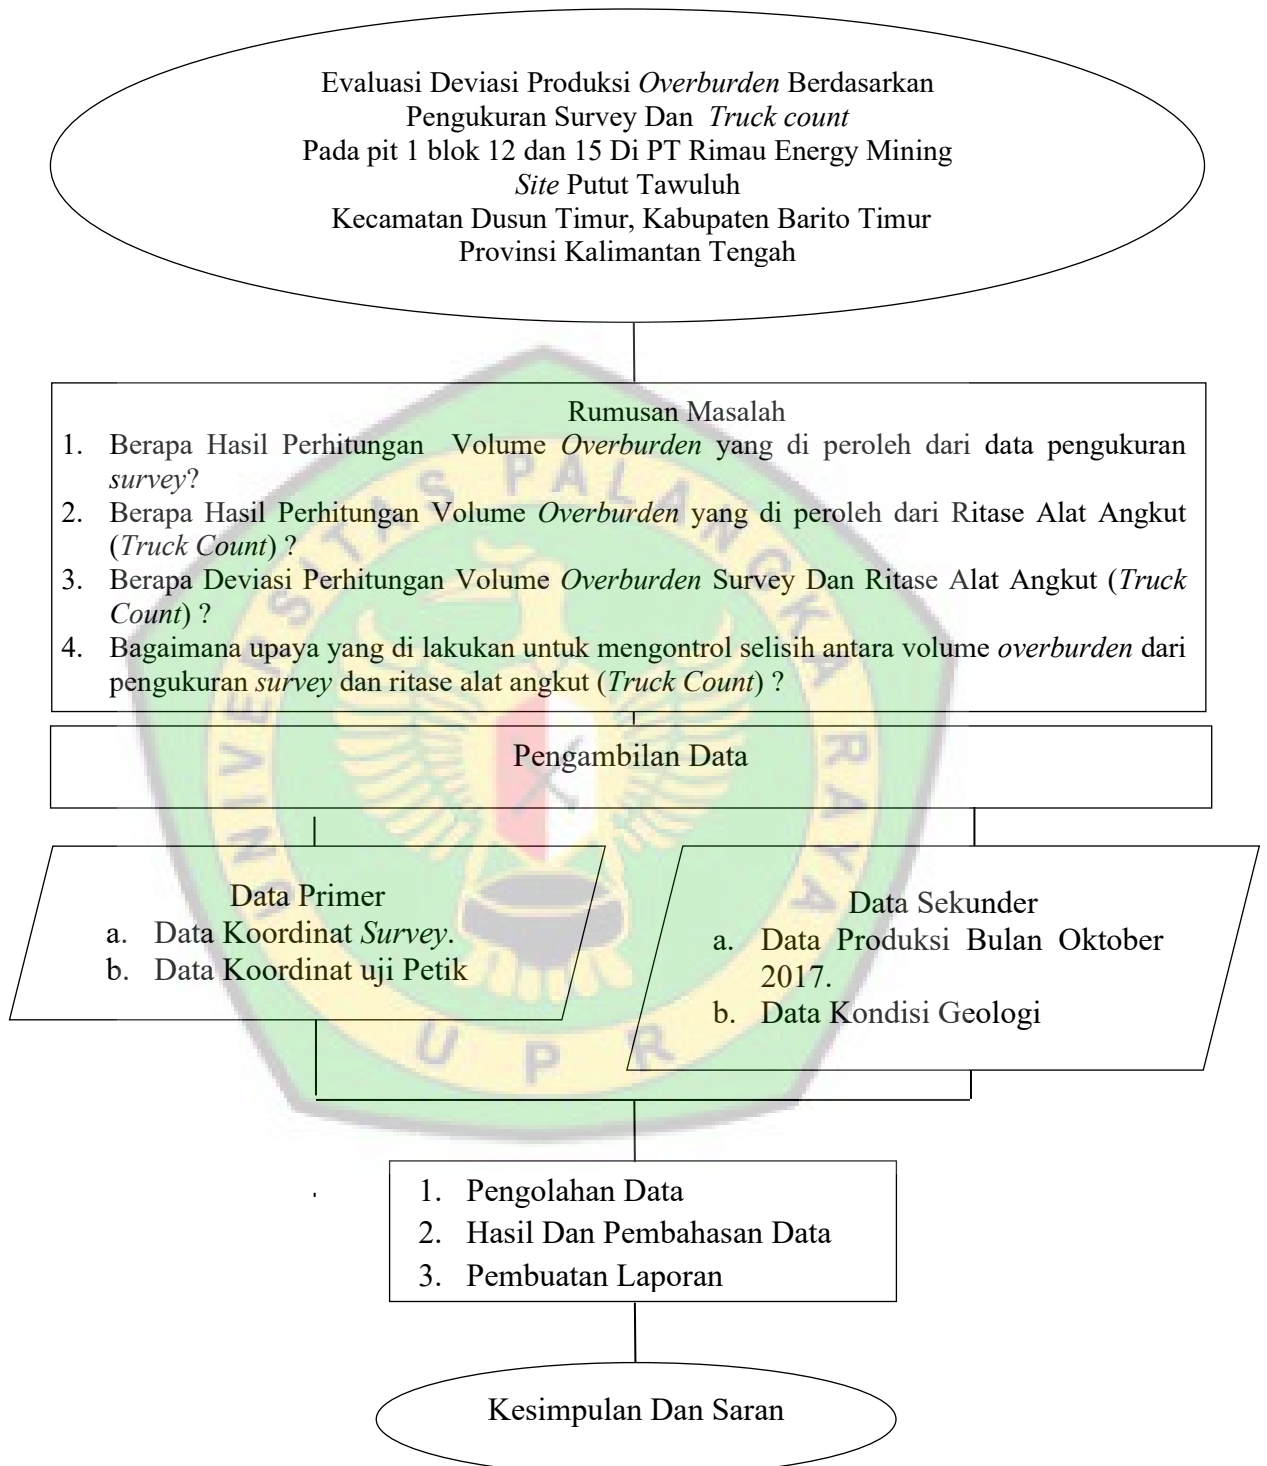 Evaluasi Deviasi Produksi Overburden Berdasarkan
Pengukuran Survey Dan Truck count
Pada pit 1 blok 12 dan 15 Di PT Rimau Energy Mining
Site Putut Tawuluh
Kecamatan Dusun Timur, Kabupaten Barito Timur
Provinsi Kalimantan Tengah
Rumusan Masalah
1. Berapa Hasil Perhitungan Volume Overburden yang di peroleh dari data pengukuran
survey?
2. Berapa Hasil Perhitungan Volume Overburden yang di peroleh dari Ritase Alat Angkut
(Truck Count) ?
3. Berapa Deviasi Perhitungan Volume Overburden Survey Dan Ritase Alat Angkut (Truck
Count) ?
4. Bagaimana upaya yang di lakukan untuk mengontrol selisih antara volume overburden dari
pengukuran survey dan ritase alat angkut (Truck Count) ?
Pengambilan Data
Data Primer
a. Data Koordinat Survey.
b. Data Koordinat uji Petik
Data Sekunder
a. Data Produksi Bulan Oktober
2017.
b. Data Kondisi Geologi
1. Pengolahan Data
2. Hasil Dan Pembahasan Data
3. Pembuatan Laporan
Kesimpulan Dan Saran
UNIVERSITAS PALANGKA RAYA
UPR